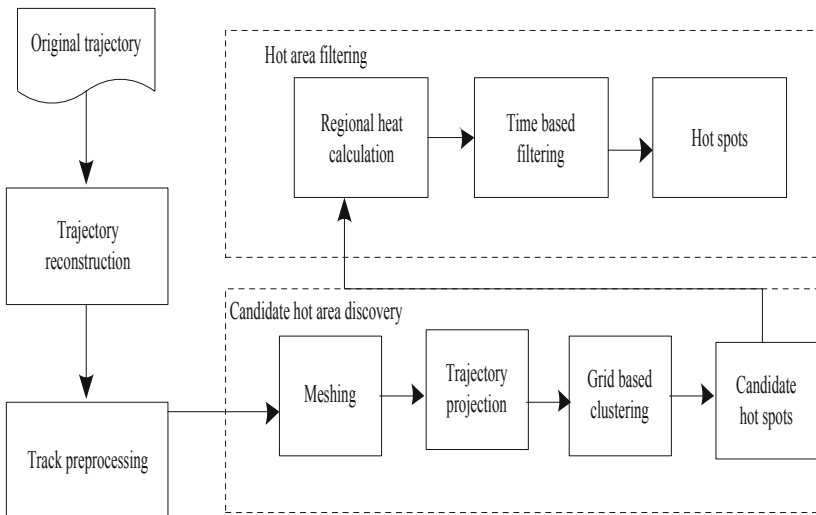 Original trajectory
Trajectory
reconstruction
Track preprocessing
Hot area filtering
Regional heat
calculation
Time based
filtering
Hot spots
Candidate hot area discovery
Meshing
Trajectory
projection
Grid based
clustering
Candidate
hot spots